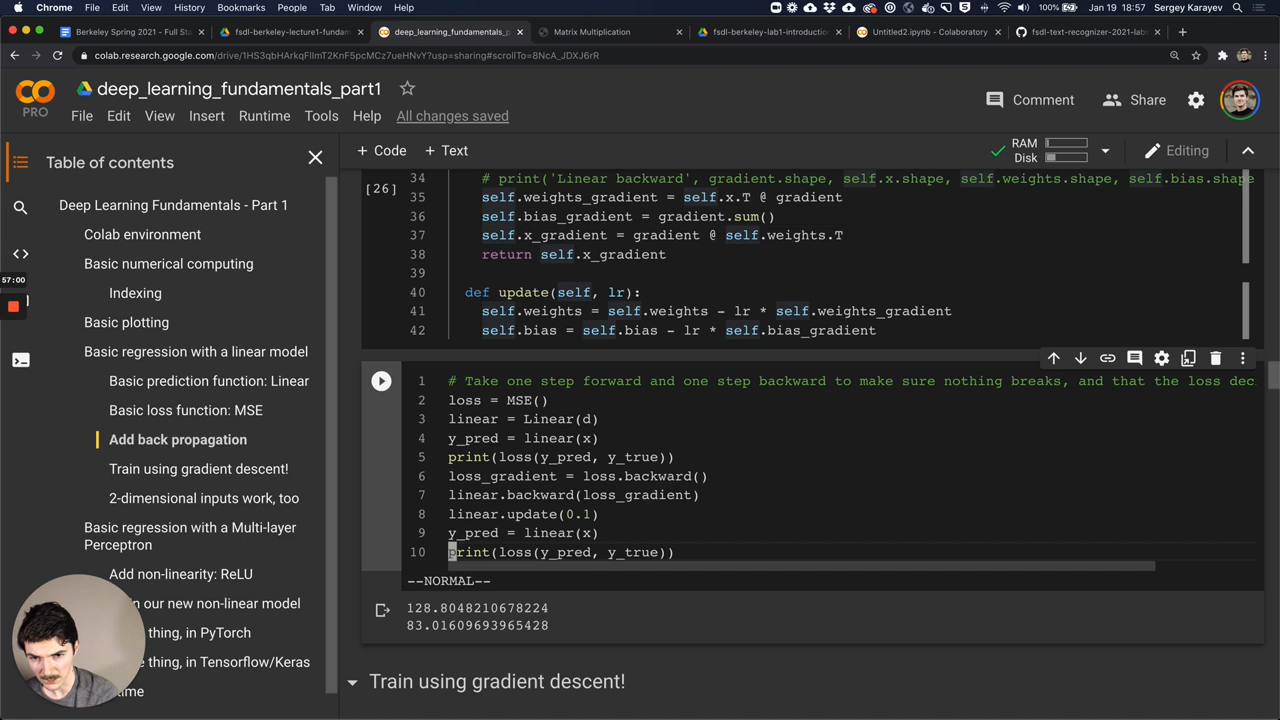 Chrome File Edit View History Bookmarks People Tab Window Help 100% Jan 19 18:57 Sergey Karayev
Berkeley Spring 2021 - Full Sta fsdl-berkeley-lecture1-fundam deep_learning_fundamentals_p Matrix Multiplication fsdl-berkeley-lab1-introduction Untitled2.ipynb - Colaboratory fsdl-text-recognizer-2021-lab
colab.research.google.com/drive/1HS3qbHArkqFIImT2KnF5pcMCz7ueHNvY?usp=sharing#scrollTo=8NcA_JDXJ6rR
deep_learning_fundamentals_part1
PRO
File Edit View Insert Runtime Tools Help All changes saved
Comment Share
Table of contents
+ Code + Text
RAM
Disk
Editing
Deep Learning Fundamentals - Part 1
Colab environment
Basic numerical computing
Indexing
Basic plotting
Basic regression with a linear model
Basic prediction function: Linear
Basic loss function: MSE
Add back propagation
Train using gradient descent!
2-dimensional inputs work, too
Basic regression with a Multi-layer
Perceptron
Add non-linearity: ReLU
n our new non-linear model
thing, in PyTorch
thing, in Tensorflow/Keras
time
57:00
[26]
34 # print('Linear backward', gradient.shape, self.x.shape, self.weights.shape, self.bias.shape
35 self.weights_gradient = self.x.T @ gradient
36 self.bias_gradient = gradient.sum()
37 self.x_gradient = gradient @ self.weights.T
38 return self.x_gradient
39
40 def update(self, lr):
41 self.weights = self.weights - lr * self.weights_gradient
42 self.bias = self.bias - lr * self.bias_gradient
1 # Take one step forward and one step backward to make sure nothing breaks, and that the loss dec
2 loss = MSE()
3 linear = Linear(d)
4 y_pred = linear(x)
5 print(loss(y_pred, y_true))
6 loss_gradient = loss.backward()
7 linear.backward(loss_gradient)
8 linear.update(0.1)
9 y_pred = linear(x)
10 print(loss(y_pred, y_true))
--NORMAL--
128.8048210678224
83.01609693965428
Train using gradient descent!